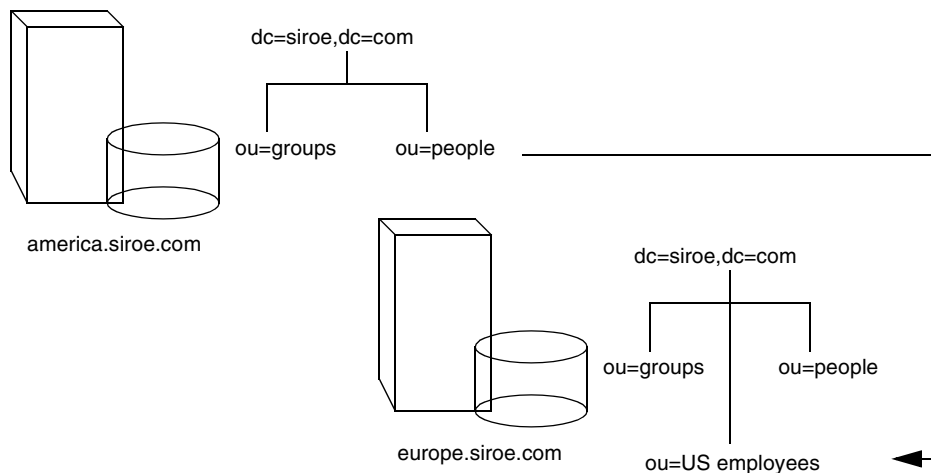 dc=siroe,dc=com
ou=groups
ou=people
america.siroe.com
dc=siroe,dc=com
ou=groups
ou=people
europe.siroe.com
ou=US employees